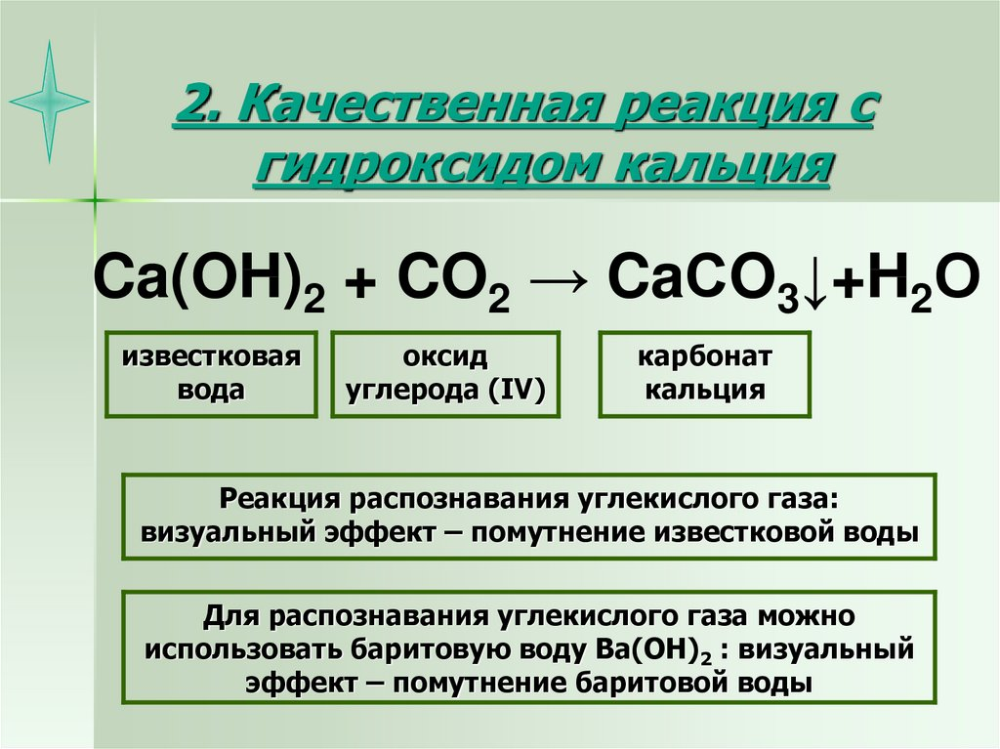 2. Качественная реакция с
гидроксидом кальция
Ca(OH)₂ + CO₂ → CaCO₃↓+H₂O
известковая
вода
оксид
углерода (IV)
карбонат
кальция
Реакция распознавания углекислого газа:
визуальный эффект – помутнение известковой воды
Для распознавания углекислого газа можно
использовать баритовую воду Ba(OH)₂ : визуальный
эффект – помутнение баритовой воды